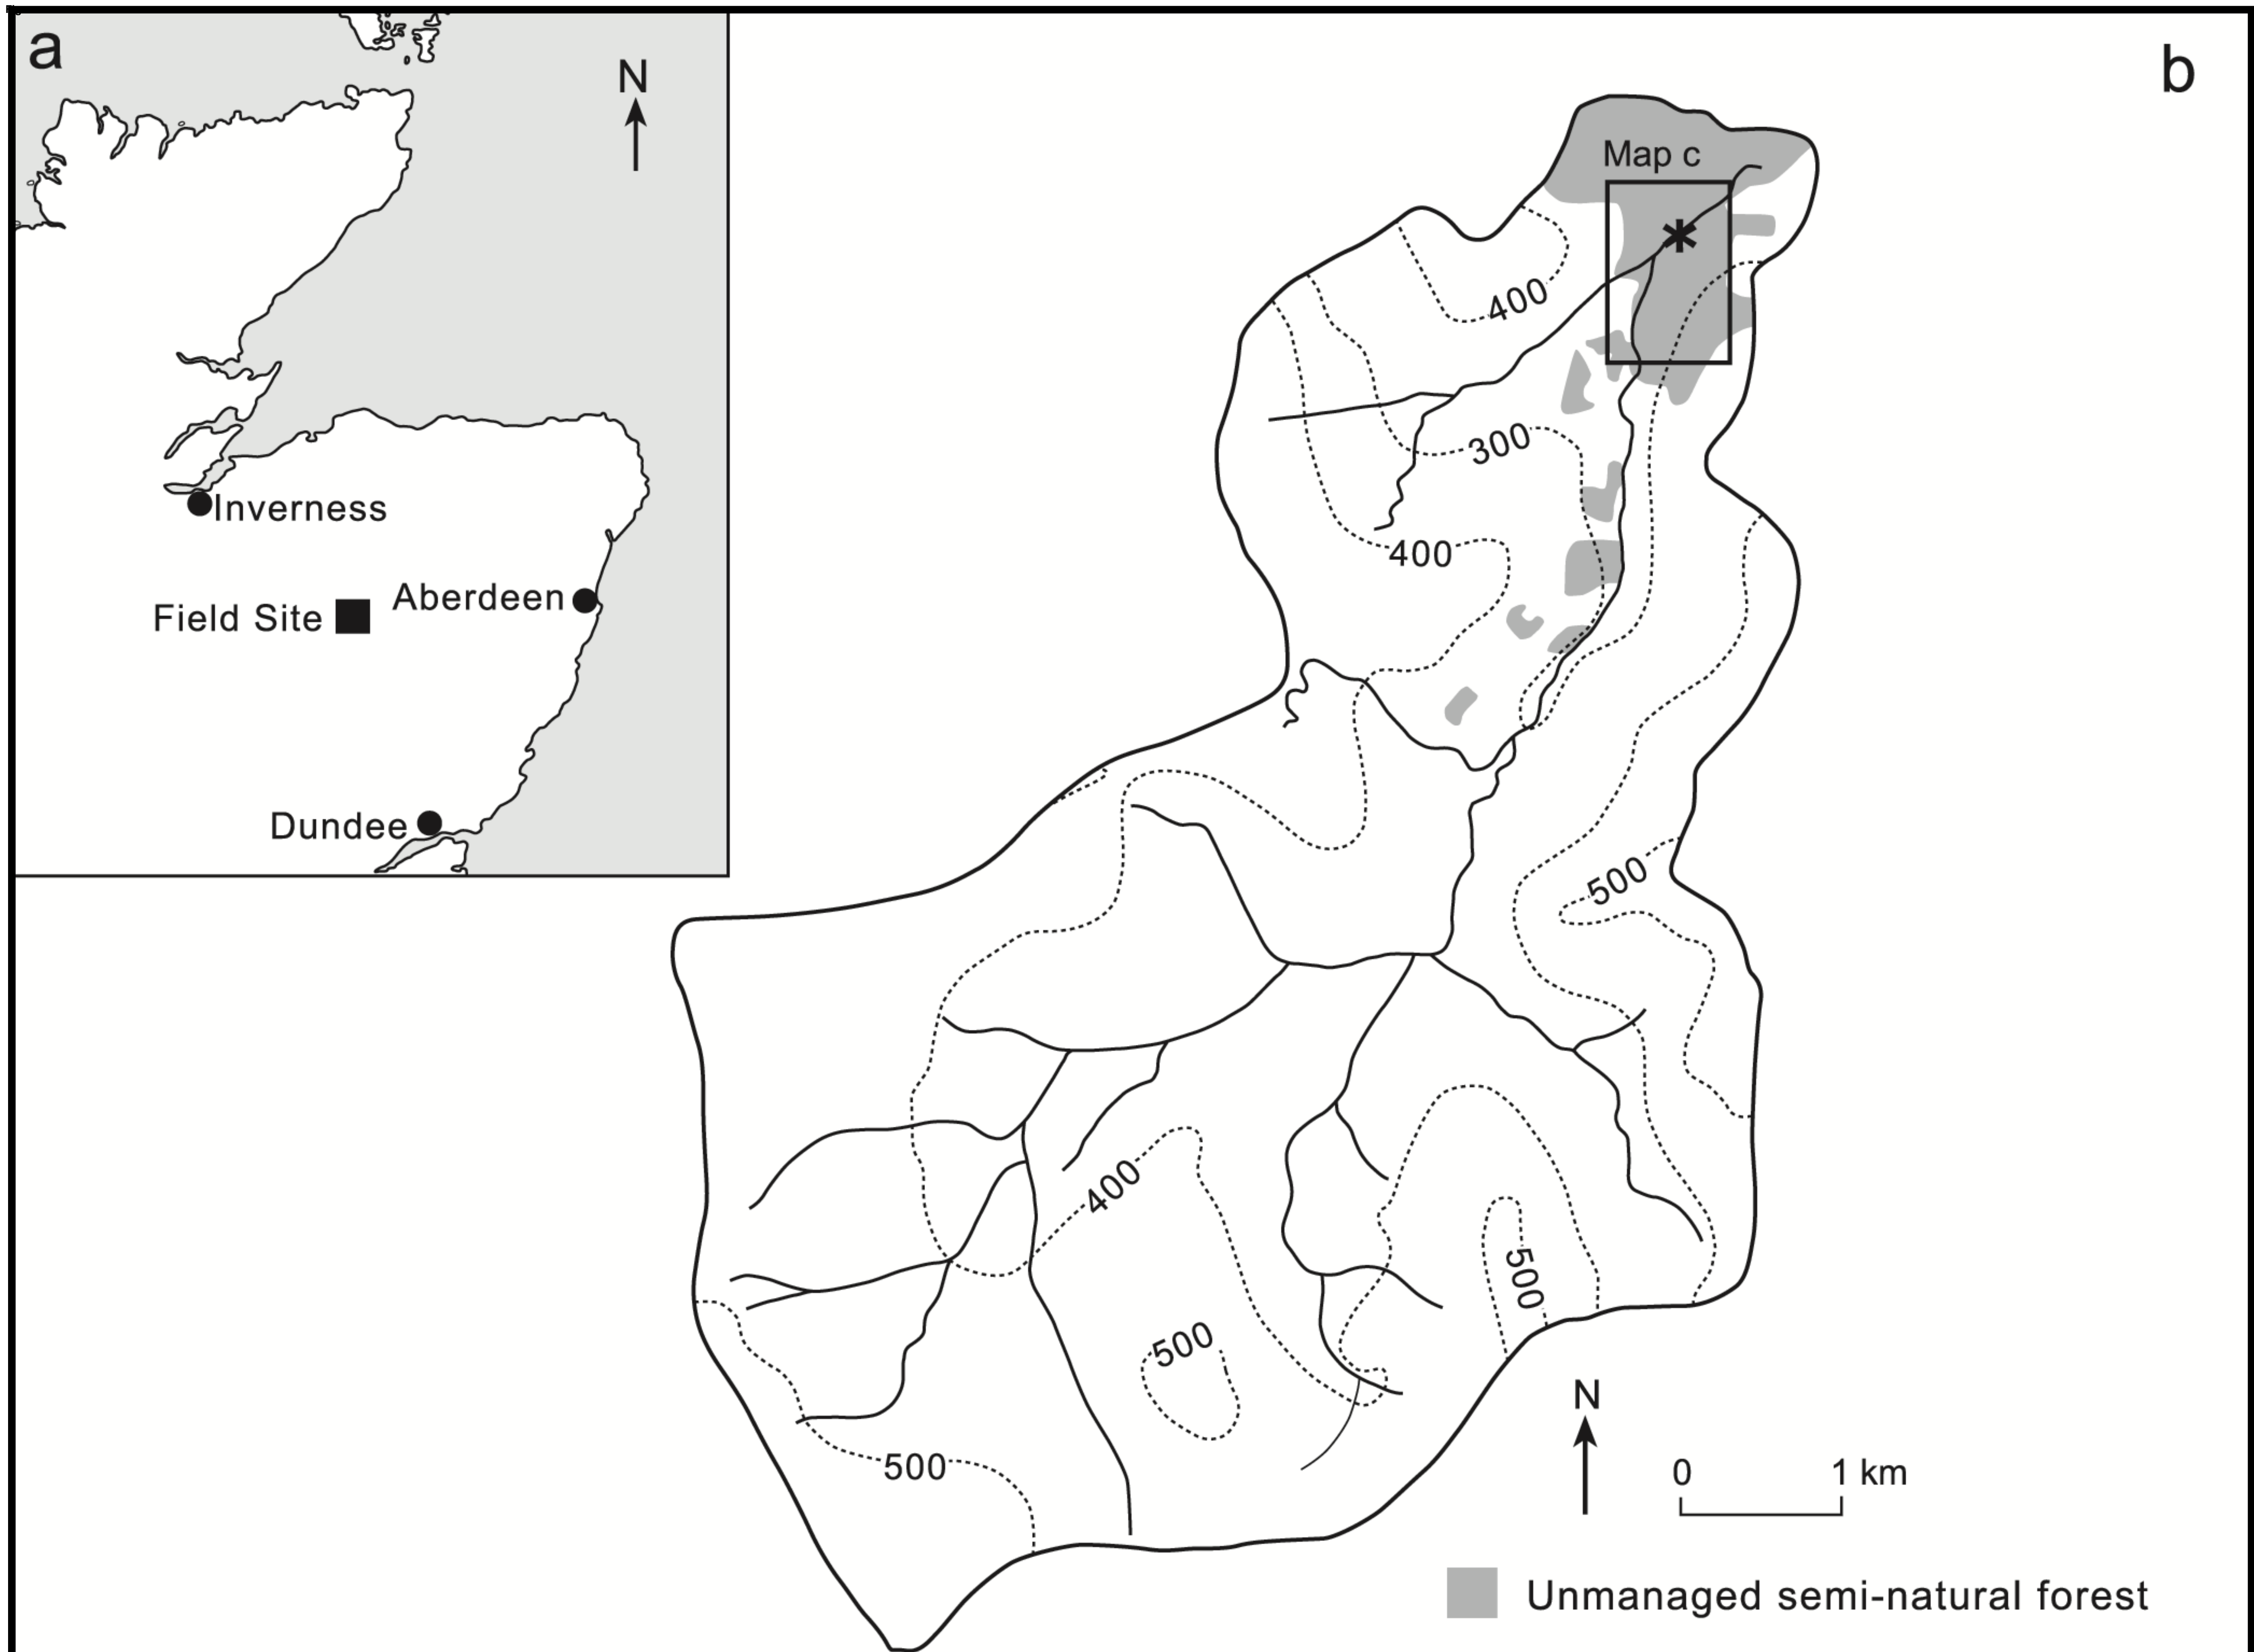 a
N
Inverness
Aberdeen
Field Site
Dundee
b
Map c
*
400
300
400
500
400
500
500
500
N
0 1 km
Unmanaged semi-natural forest